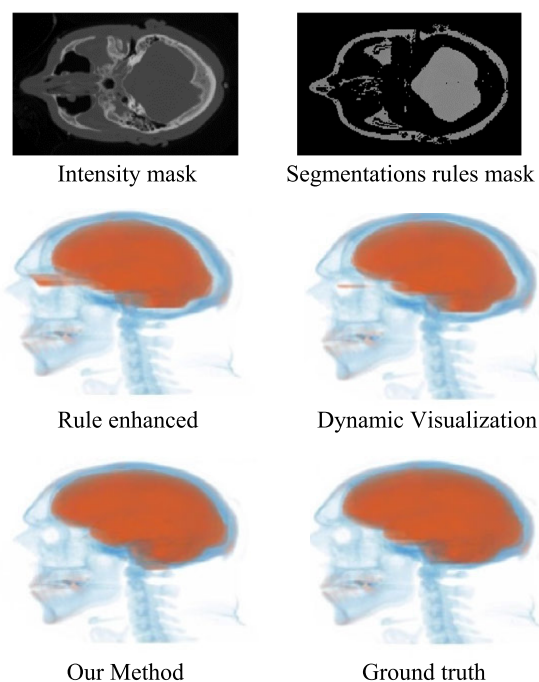 Intensity mask
Segmentations rules mask
Rule enhanced
Dynamic Visualization
Our Method
Ground truth